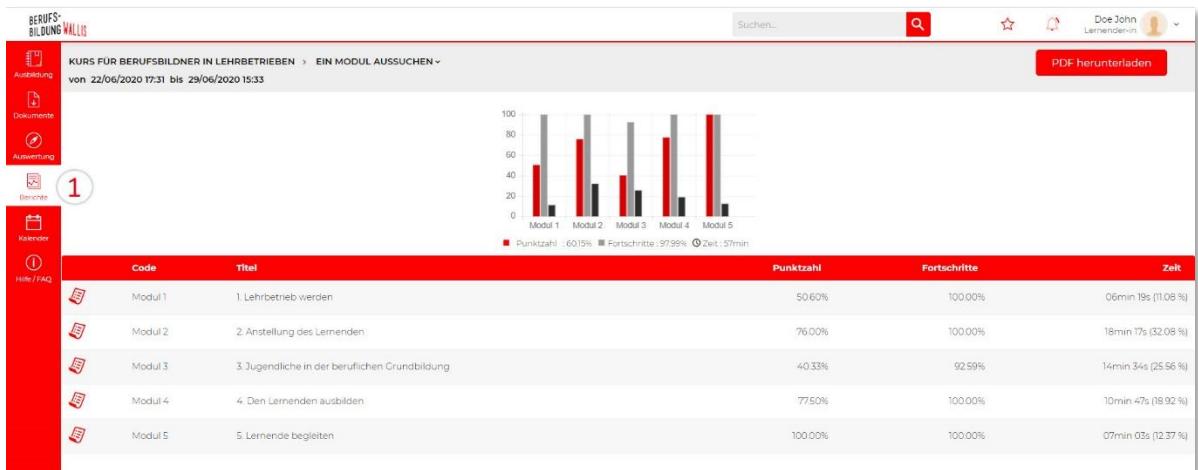 BERUFS-
BILDUNG WALLIS
Suchen...
Doe John
Lernender-in
Ausbildung
Dokumente
Auswertung
Berichte
1
Kalender
Hilfe / FAQ
KURS FÜR BERUFSBILDNER IN LEHRBETRIEBEN > EIN MODUL AUSSUCHEN
von 22/06/2020 17:31 bis 29/06/2020 15:33
PDF herunterladen
100
80
60
40
20
0
Modul 1 Modul 2 Modul 3 Modul 4 Modul 5
Punktzahl : 60.15% Fortschritte : 97.99% Zeit : 57min
Code Titel Punktzahl Fortschritte Zeit
Modul 1 1. Lehrbetrieb werden 50.60% 100.00% 06min 19s (11.08 %)
Modul 2 2. Anstellung des Lernenden 76.00% 100.00% 18min 17s (32.08 %)
Modul 3 3. Jugendliche in der beruflichen Grundbildung 40.33% 92.59% 14min 34s (25.56 %)
Modul 4 4. Den Lernenden ausbilden 77.50% 100.00% 10min 47s (18.92 %)
Modul 5 5. Lernende begleiten 100.00% 100.00% 07min 03s (12.37 %)